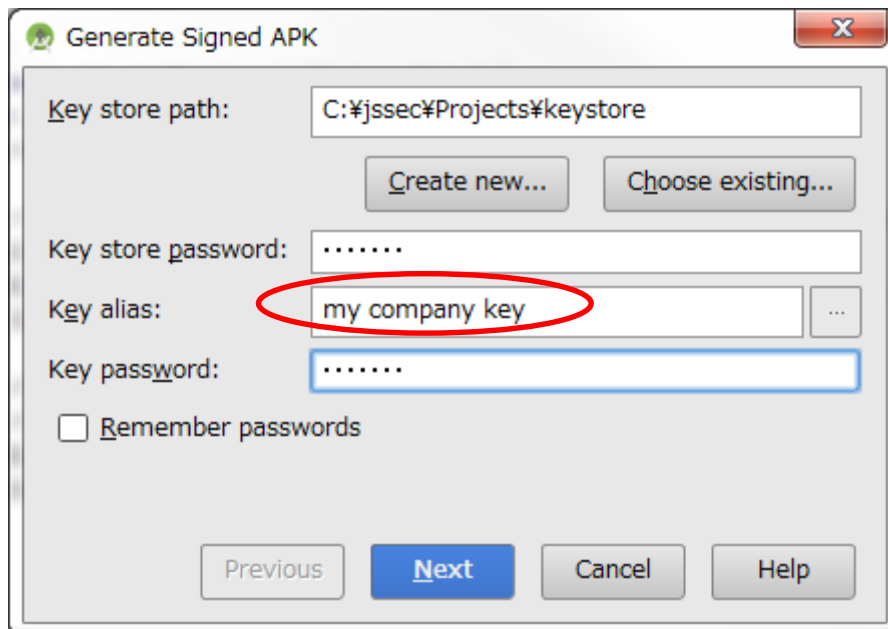 Generate Signed APK
Key store path: C:¥jssec¥Projects¥keystore
Create new... Choose existing...
Key store password: ·······
Key alias: my company key ...
Key password: ·······
Remember passwords
Previous Next Cancel Help